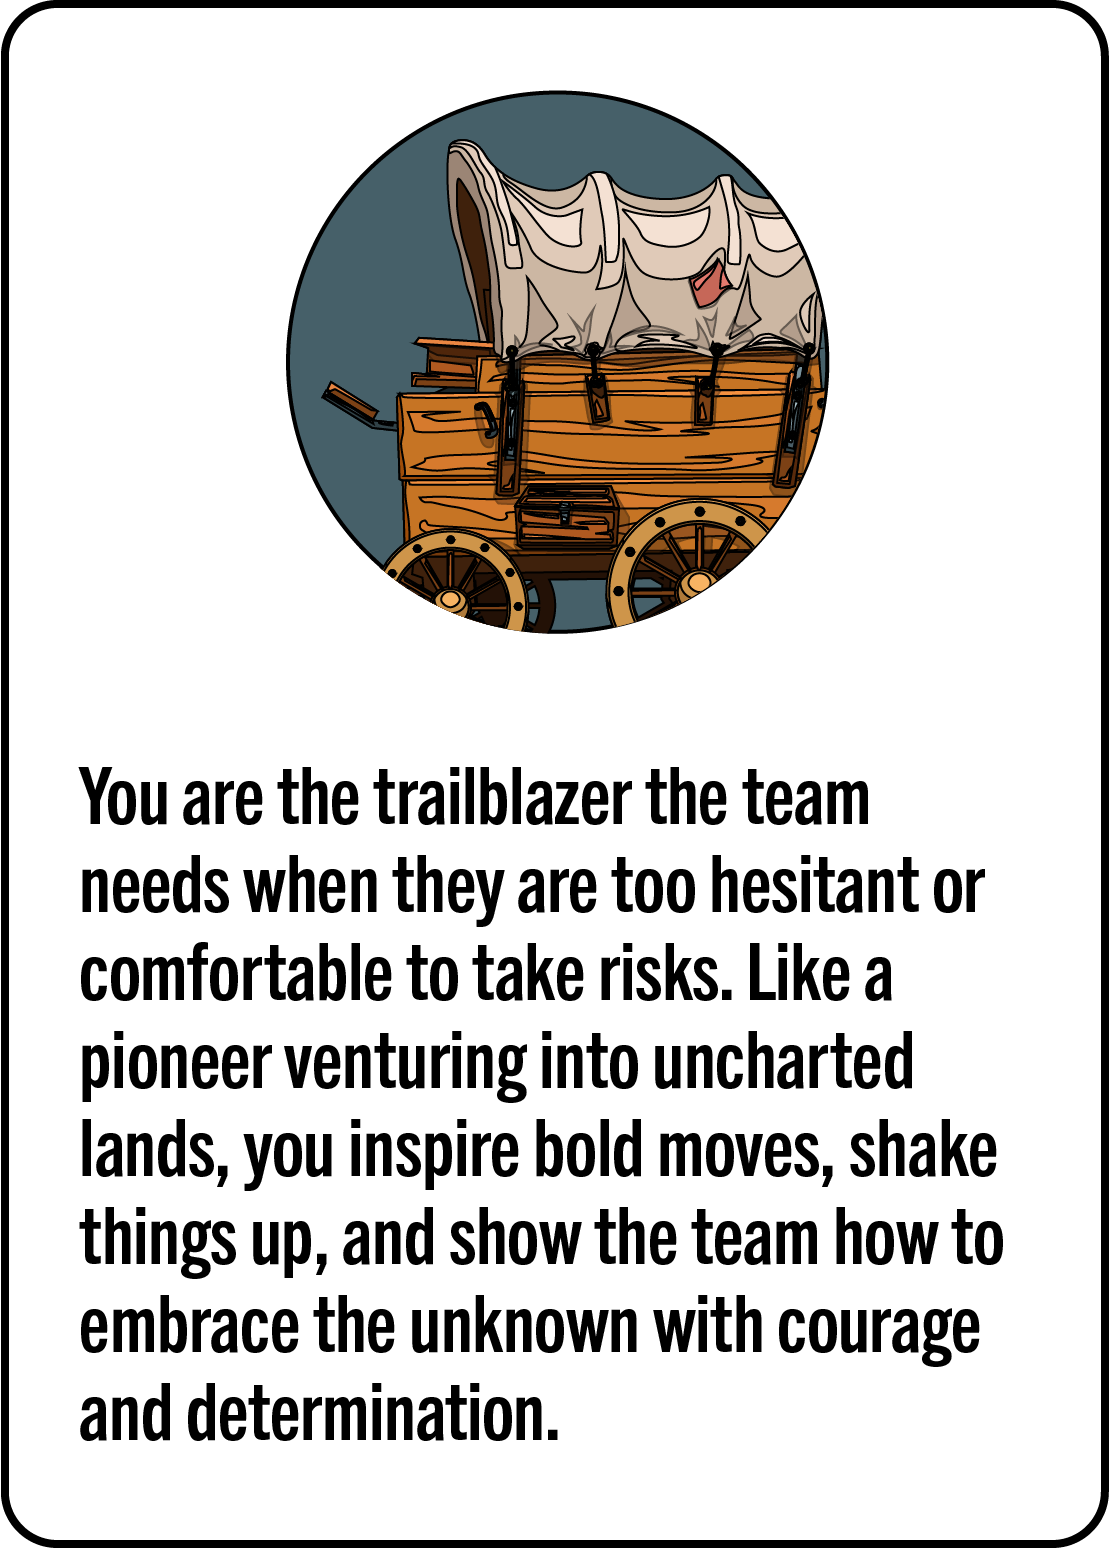 You are the trailblazer the team
needs when they are too hesitant or
comfortable to take risks. Like a
pioneer venturing into uncharted
lands, you inspire bold moves, shake
things up, and show the team how to
embrace the unknown with courage
and determination.